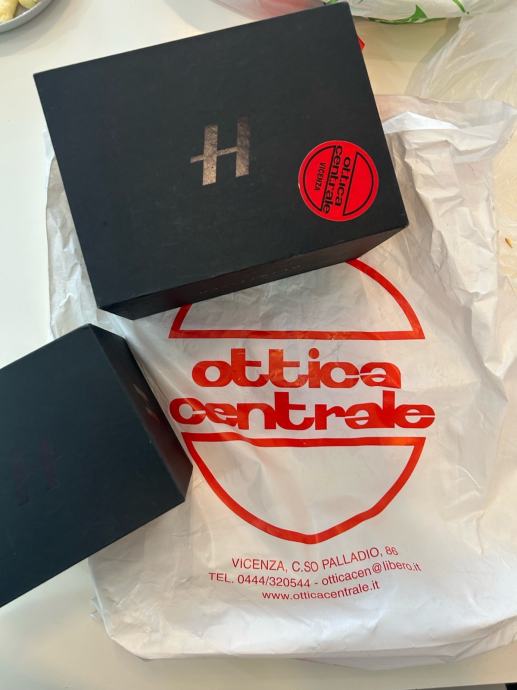 H
ottica
centrale
VICENZA
H
ottica
centrale
VICENZA, C.SO PALLADIO, 86
TEL. 0444/320544 - otticacen@libero.it
www.otticacentrale.it